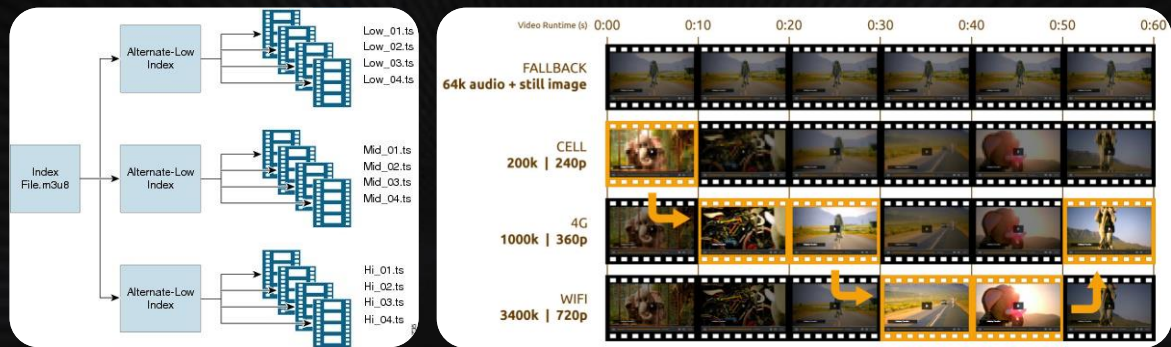 Index
File.m3u8
Alternate-Low
Index
Low_01.ts
Low_02.ts
Low_03.ts
Low_04.ts
Alternate-Low
Index
Mid_01.ts
Mid_02.ts
Mid_03.ts
Mid_04.ts
Alternate-Low
Index
Hi_01.ts
Hi_02.ts
Hi_03.ts
Hi_04.ts
Video Runtime (s) 0:00 0:10 0:20 0:30 0:40 0:50 0:60
FALLBACK
64k audio + still image
CELL
200k | 240p
4G
1000k | 360p
WIFI
3400k | 720p